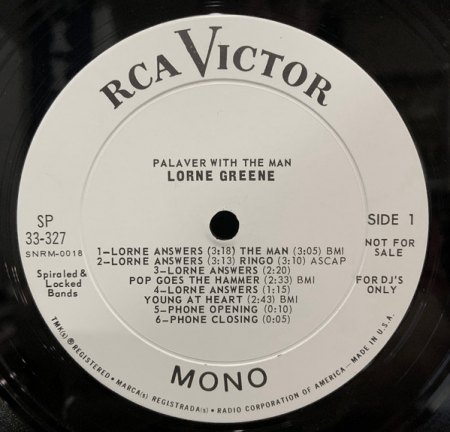 RCA VICTOR
PALAVER WITH THE MAN
LORNE GREENE
SP
33-327
SNRM-0018
Spiraled &
Locked
Bands
SIDE 1
NOT FOR
SALE
FOR DJ'S
ONLY
1-LORNE ANSWERS (3:18) THE MAN (3:05) BMI
2-LORNE ANSWERS (3:13) RINGO (3:10) ASCAP
3-LORNE ANSWERS (2:20)
POP GOES THE HAMMER (2:33) BMI
4-LORNE ANSWERS (1:15)
YOUNG AT HEART (2:43) BMI
5-PHONE OPENING (0:10)
6-PHONE CLOSING (0:05)
MONO
TMK(s) ® REGISTERED • MARCA(s) REGISTRADA(s) • RADIO CORPORATION OF AMERICA—MADE IN U.S.A.